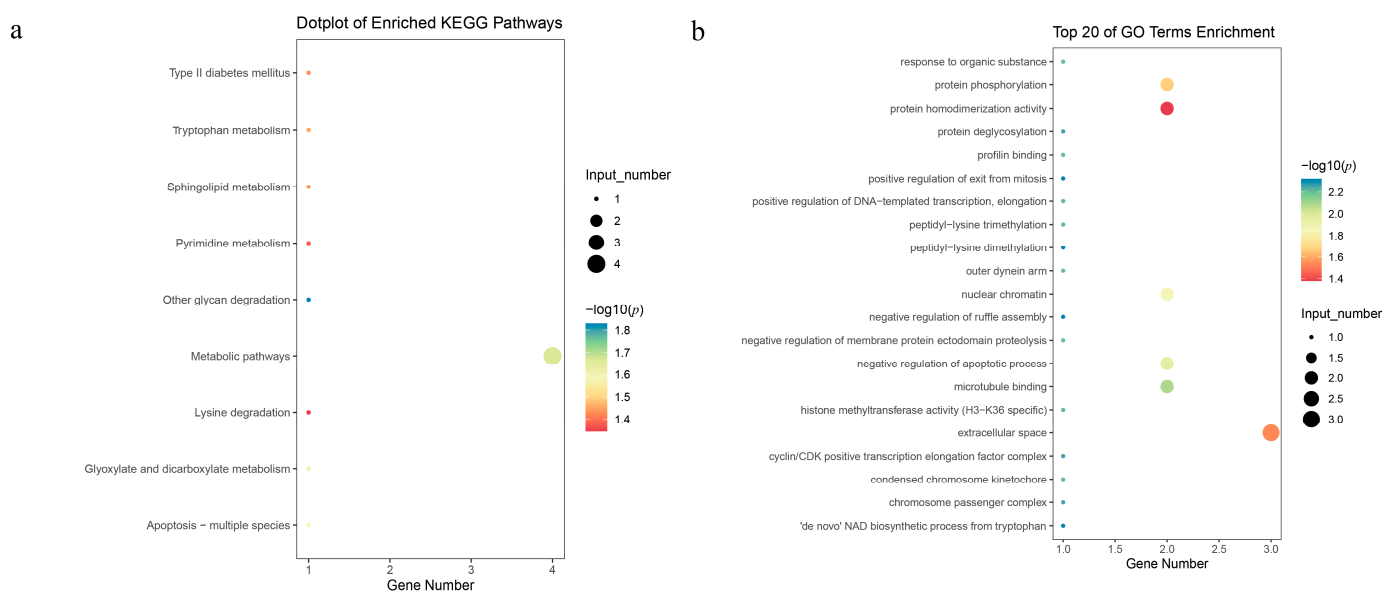 a
Dotplot of Enriched KEGG Pathways
Type II diabetes mellitus
Tryptophan metabolism
Sphingolipid metabolism
Pyrimidine metabolism
Other glycan degradation
Metabolic pathways
Lysine degradation
Glyoxylate and dicarboxylate metabolism
Apoptosis − multiple species
1 2 3 4
Gene Number
Input_number
1
2
3
4
−log10(p)
1.8
1.7
1.6
1.5
1.4
b
Top 20 of GO Terms Enrichment
response to organic substance
protein phosphorylation
protein homodimerization activity
protein deglycosylation
profilin binding
positive regulation of exit from mitosis
positive regulation of DNA−templated transcription, elongation
peptidyl−lysine trimethylation
peptidyl−lysine dimethylation
outer dynein arm
nuclear chromatin
negative regulation of ruffle assembly
negative regulation of membrane protein ectodomain proteolysis
negative regulation of apoptotic process
microtubule binding
histone methyltransferase activity (H3−K36 specific)
extracellular space
cyclin/CDK positive transcription elongation factor complex
condensed chromosome kinetochore
chromosome passenger complex
'de novo' NAD biosynthetic process from tryptophan
1.0 1.5 2.0 2.5 3.0
Gene Number
−log10(p)
2.2
2.0
1.8
1.6
1.4
Input_number
1.0
1.5
2.0
2.5
3.0